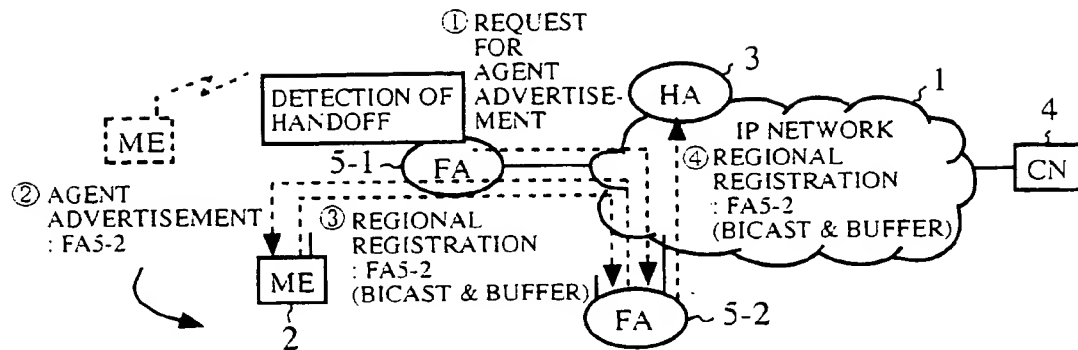 ① REQUEST
FOR
AGENT
ADVERTISE-
MENT
DETECTION OF
HANDOFF
ME
HA
3
1
IP NETWORK
4
CN
5-1
FA
② AGENT
ADVERTISEMENT
: FA5-2
③ REGIONAL
REGISTRATION
: FA5-2
(BICAST & BUFFER)
④ REGIONAL
REGISTRATION
: FA5-2
(BICAST & BUFFER)
ME
2
FA
5-2